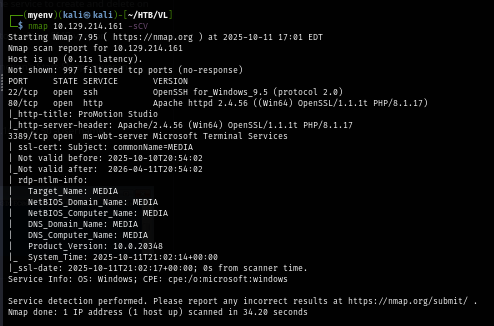 ┌──(myenv)(kali㉿kali)-[~/HTB/VL]
└─$ nmap 10.129.214.161 -sCV
Starting Nmap 7.95 ( https://nmap.org ) at 2025-10-11 17:01 EDT
Nmap scan report for 10.129.214.161
Host is up (0.11s latency).
Not shown: 997 filtered tcp ports (no-response)
PORT     STATE SERVICE       VERSION
22/tcp   open  ssh           OpenSSH for_Windows_9.5 (protocol 2.0)
80/tcp   open  http          Apache httpd 2.4.56 ((Win64) OpenSSL/1.1.1t PHP/8.1.17)
|_http-title: ProMotion Studio
|_http-server-header: Apache/2.4.56 (Win64) OpenSSL/1.1.1t PHP/8.1.17
3389/tcp open  ms-wbt-server Microsoft Terminal Services
| ssl-cert: Subject: commonName=MEDIA
| Not valid before: 2025-10-10T20:54:02
|_Not valid after:  2026-04-11T20:54:02
| rdp-ntlm-info:
|   Target_Name: MEDIA
|   NetBIOS_Domain_Name: MEDIA
|   NetBIOS_Computer_Name: MEDIA
|   DNS_Domain_Name: MEDIA
|   DNS_Computer_Name: MEDIA
|   Product_Version: 10.0.20348
|_  System_Time: 2025-10-11T21:02:14+00:00
|_ssl-date: 2025-10-11T21:02:17+00:00; 0s from scanner time.
Service Info: OS: Windows; CPE: cpe:/o:microsoft:windows

Service detection performed. Please report any incorrect results at https://nmap.org/submit/ .
Nmap done: 1 IP address (1 host up) scanned in 34.20 seconds